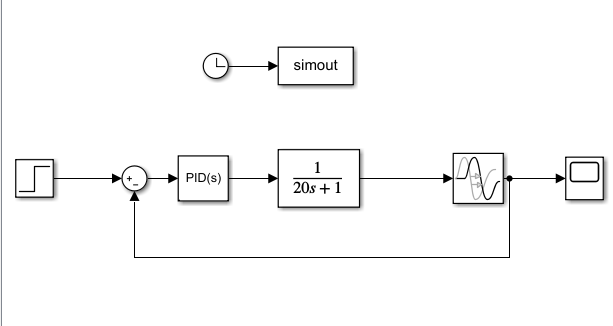 simout
+
−
PID(s)
1
20s + 1